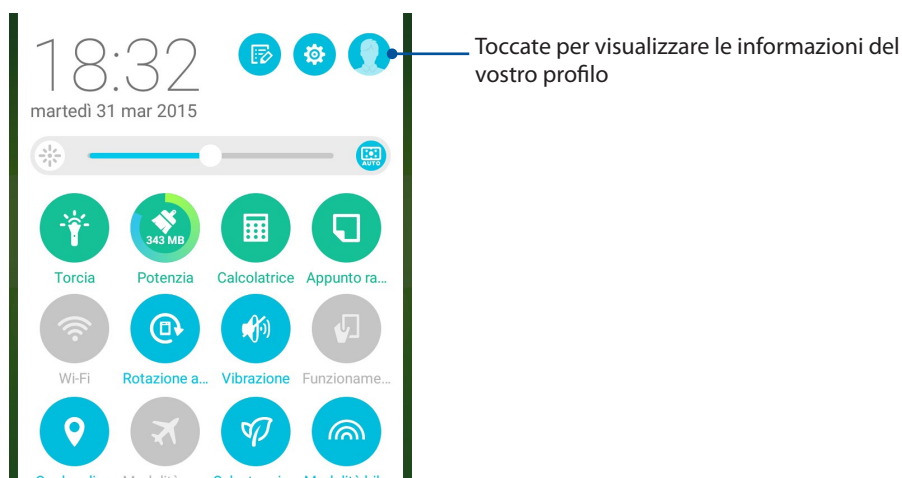 18:32
martedì 31 mar 2015
Toccate per visualizzare le informazioni del
vostro profilo
AUTO
343 MB
Torcia Potenzia Calcolatrice Appunto ra...
Wi-Fi Rotazione a... Vibrazione Funzioname...